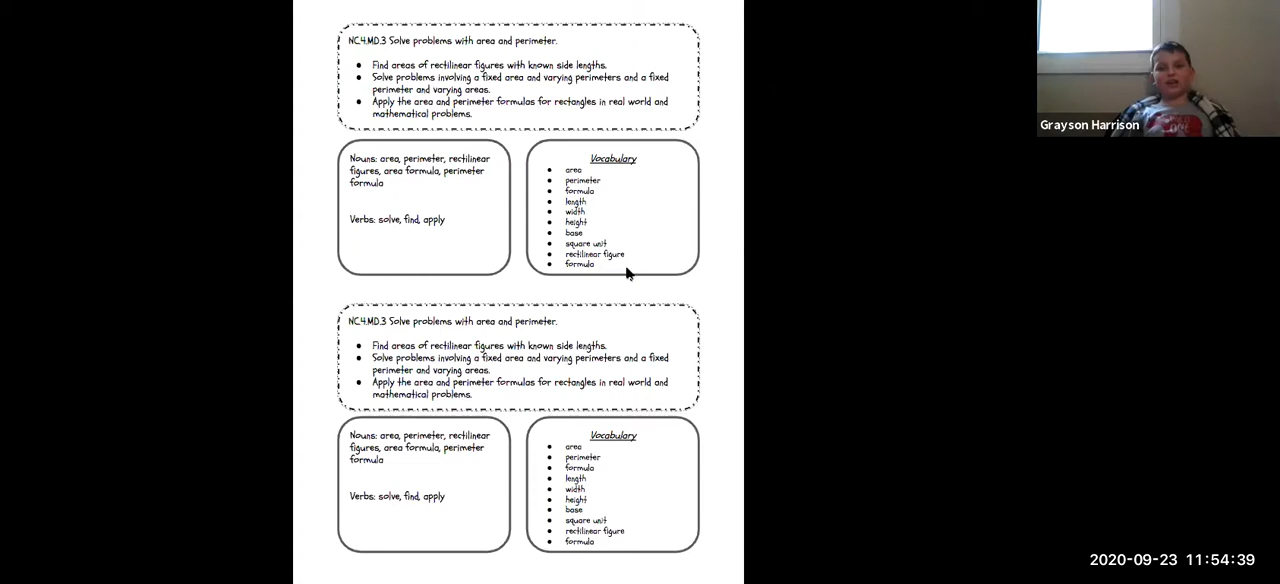 NC.4.MD.3 Solve problems with area and perimeter.
● Find areas of rectilinear figures with known side lengths.
● Solve problems involving a fixed area and varying perimeters and a fixed
perimeter and varying areas.
● Apply the area and perimeter formulas for rectangles in real world and
mathematical problems.
Nouns: area, perimeter, rectilinear
figures, area formula, perimeter
formula
Verbs: solve, find, apply
Vocabulary
● area
● perimeter
● formula
● length
● width
● height
● base
● square unit
● rectilinear figure
● formula
NC.4.MD.3 Solve problems with area and perimeter.
● Find areas of rectilinear figures with known side lengths.
● Solve problems involving a fixed area and varying perimeters and a fixed
perimeter and varying areas.
● Apply the area and perimeter formulas for rectangles in real world and
mathematical problems.
Nouns: area, perimeter, rectilinear
figures, area formula, perimeter
formula
Verbs: solve, find, apply
Vocabulary
● area
● perimeter
● formula
● length
● width
● height
● base
● square unit
● rectilinear figure
● formula
Grayson Harrison
2020-09-23 11:54:39